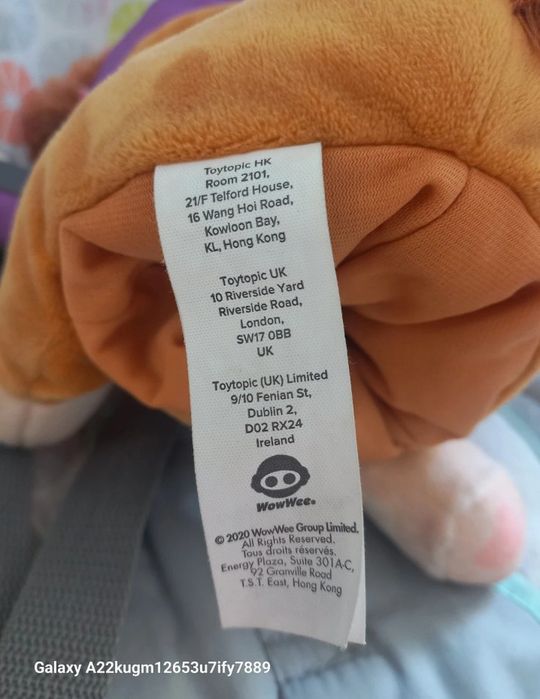 Toytopic HK
Room 2101,
21/F Telford House,
16 Wang Hoi Road,
Kowloon Bay,
KL, Hong Kong
Toytopic UK
10 Riverside Yard
Riverside Road,
London,
SW17 0BB
UK
Toytopic (UK) Limited
9/10 Fenian St,
Dublin 2,
D02 RX24
Ireland
WowWee®
© 2020 WowWee Group Limited.
All Rights Reserved.
Tous droits réservés.
Energy Plaza, Suite 301A-C,
92 Granville Road
T.S.T. East, Hong Kong
Galaxy A22kugm12653u7ify7889